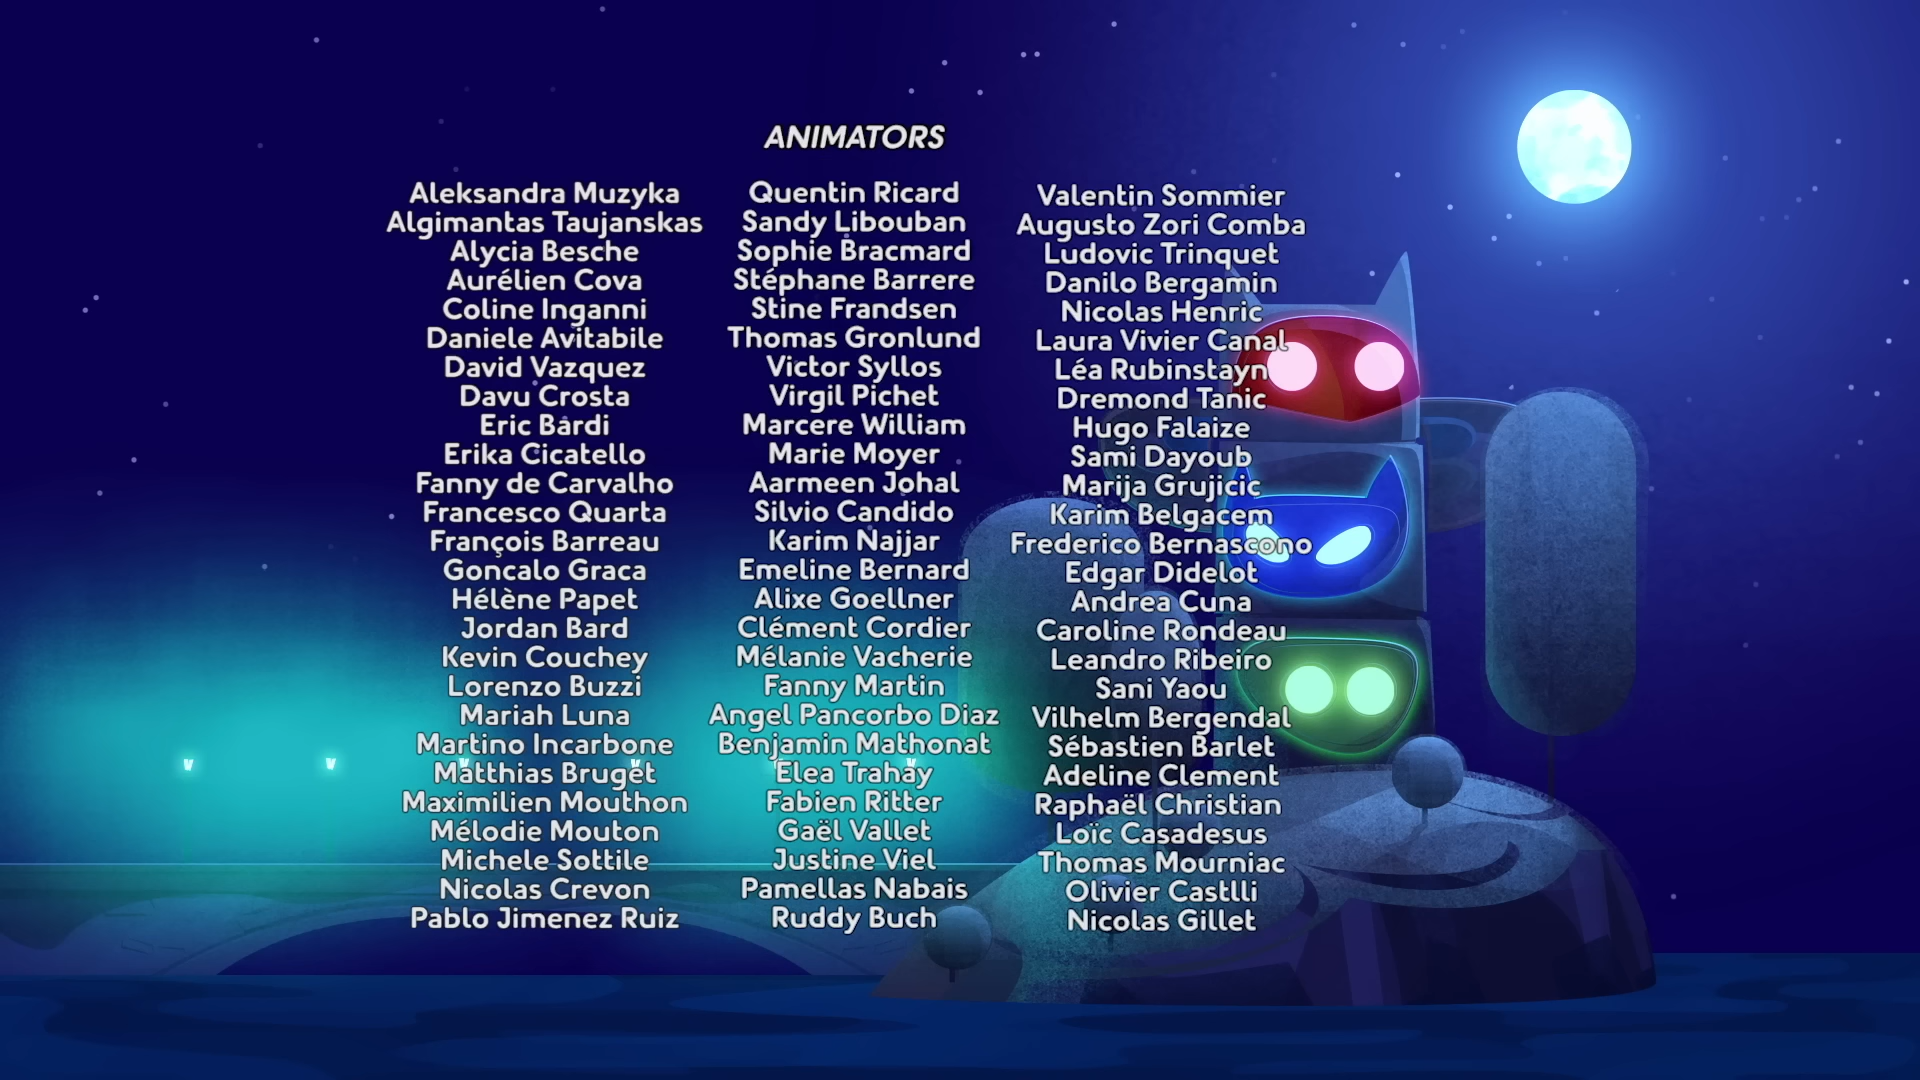 ANIMATORS
Aleksandra Muzyka
Algimantas Taujanskas
Alycia Besche
Aurélien Cova
Coline Inganni
Daniele Avitabile
David Vazquez
Davu Crosta
Eric Bardi
Erika Cicatello
Fanny de Carvalho
Francesco Quarta
François Barreau
Goncalo Graca
Hélène Papet
Jordan Bard
Kevin Couchey
Lorenzo Buzzi
Mariah Luna
Martino Incarbone
Matthias Bruget
Maximilien Mouthon
Mélodie Mouton
Michele Sottile
Nicolas Crevon
Pablo Jimenez Ruiz
Quentin Ricard
Sandy Libouban
Sophie Bracmard
Stéphane Barrere
Stine Frandsen
Thomas Gronlund
Victor Syllos
Virgil Pichet
Marcere William
Marie Moyer
Aarmeen Johal
Silvio Candido
Karim Najjar
Emeline Bernard
Alixe Goellner
Clément Cordier
Mélanie Vacherie
Fanny Martin
Angel Pancorbo Diaz
Benjamin Mathonat
Elea Trahay
Fabien Ritter
Gaël Vallet
Justine Viel
Pamellas Nabais
Ruddy Buch
Valentin Sommier
Augusto Zori Comba
Ludovic Trinquet
Danilo Bergamin
Nicolas Henric
Laura Vivier Canal
Léa Rubinstayn
Dremond Tanic
Hugo Falaize
Sami Dayoub
Marija Grujicic
Karim Belgacem
Frederico Bernascono
Edgar Didelot
Andrea Cuna
Caroline Rondeau
Leandro Ribeiro
Sani Yaou
Vilhelm Bergendal
Sébastien Barlet
Adeline Clement
Raphaël Christian
Loïc Casadesus
Thomas Mourniac
Olivier Castlli
Nicolas Gillet